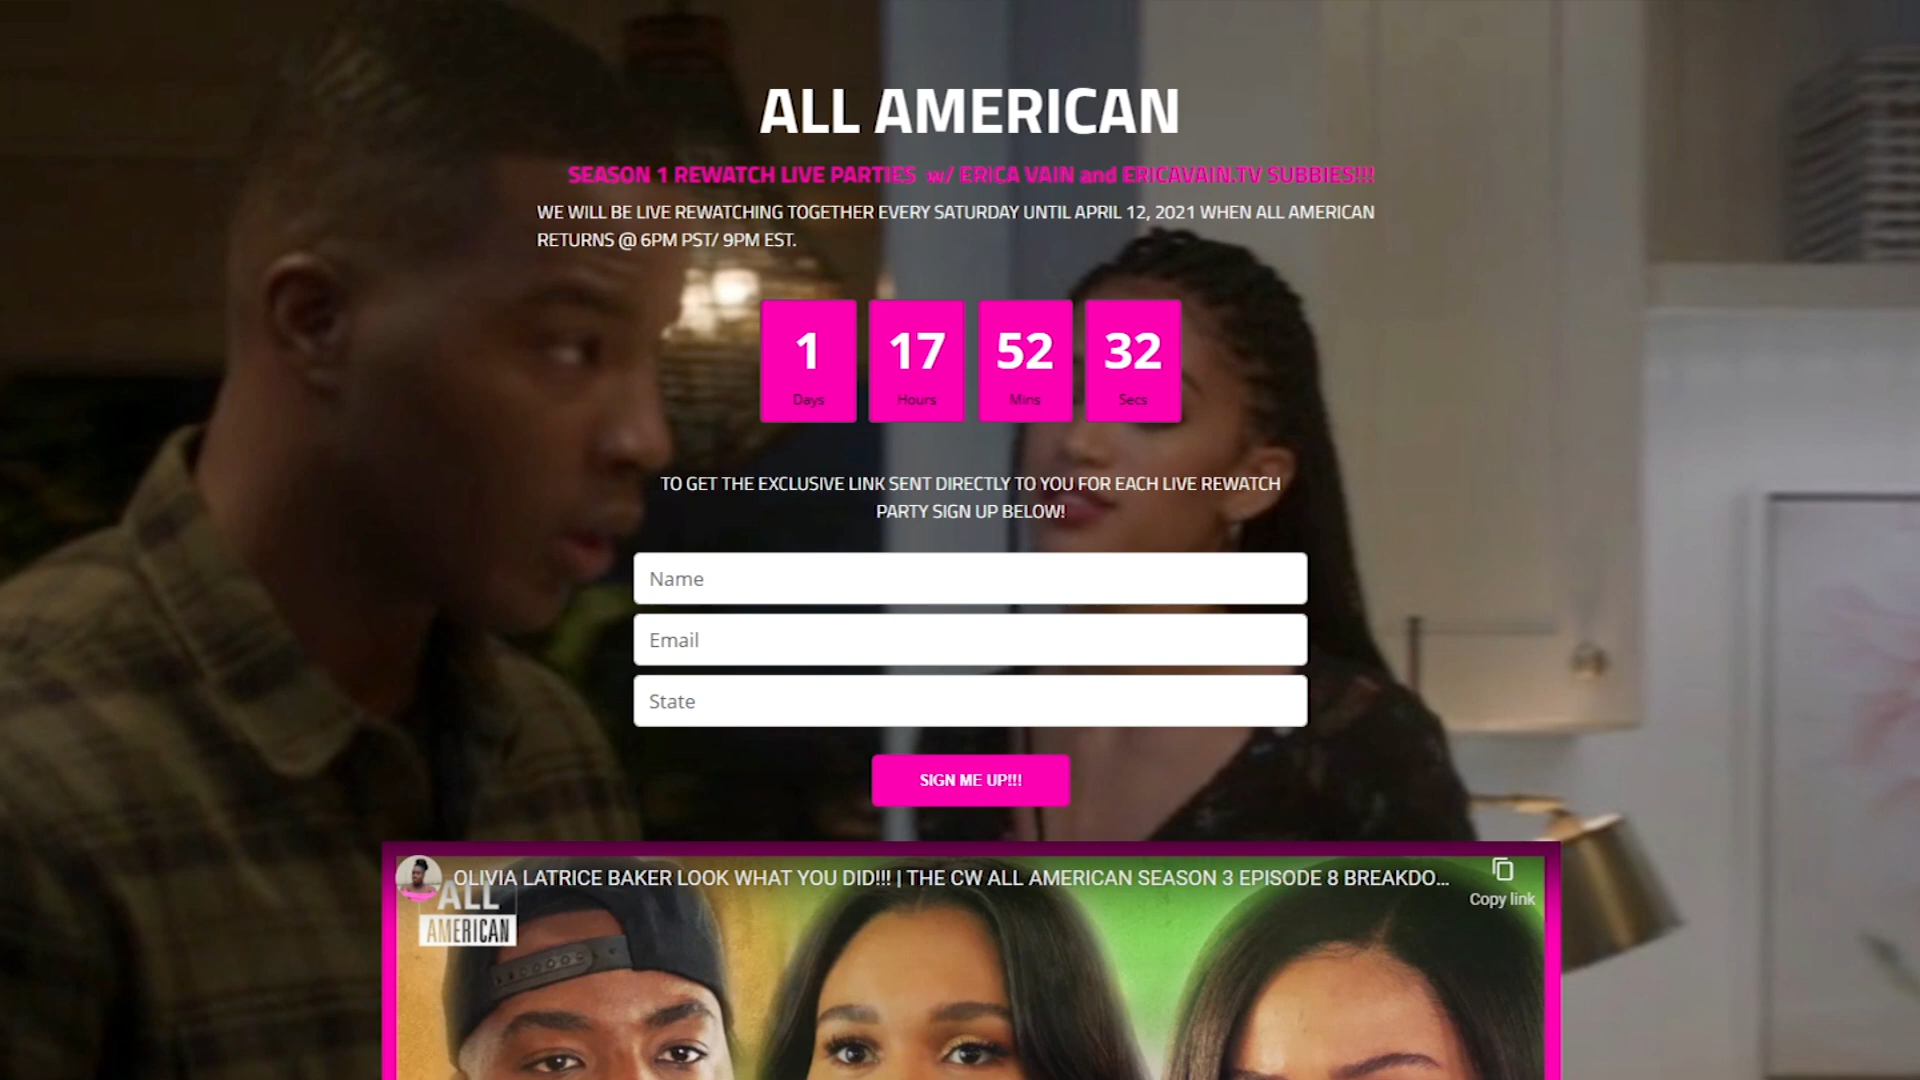 ALL AMERICAN
SEASON 1 REWATCH LIVE PARTIES w/ ERICA VAIN and ERICAVAIN.TV SUBBIES!!!
WE WILL BE LIVE REWATCHING TOGETHER EVERY SATURDAY UNTIL APRIL 12, 2021 WHEN ALL AMERICAN
RETURNS @ 6PM PST/ 9PM EST.
1 17 52 32
Days Hours Mins Secs
TO GET THE EXCLUSIVE LINK SENT DIRECTLY TO YOU FOR EACH LIVE REWATCH
PARTY SIGN UP BELOW!
Name
Email
State
SIGN ME UP!!!
OLIVIA LATRICE BAKER LOOK WHAT YOU DID!!! | THE CW ALL AMERICAN SEASON 3 EPISODE 8 BREAKDO...
Copy link
ALL
AMERICAN